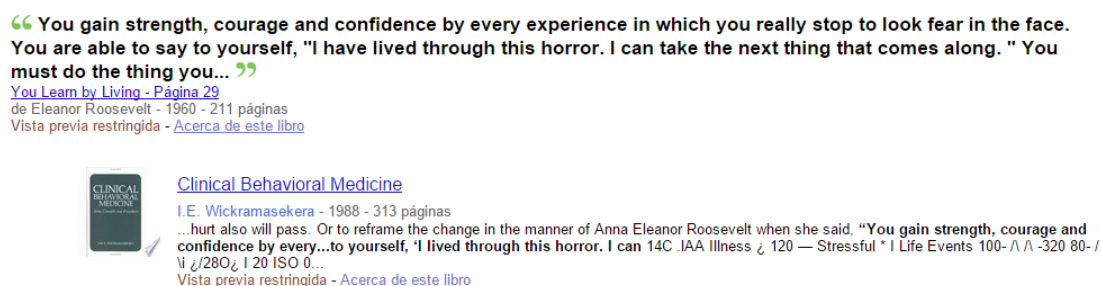 “ You gain strength, courage and confidence by every experience in which you really stop to look fear in the face.
You are able to say to yourself, "I have lived through this horror. I can take the next thing that comes along. " You
must do the thing you... ”
You Learn by Living - Página 29
de Eleanor Roosevelt - 1960 - 211 páginas
Vista previa restringida - Acerca de este libro
CLINICAL
BEHAVIORAL
MEDICINE
Clinical Behavioral Medicine
I.E. Wickramasekera - 1988 - 313 páginas
...hurt also will pass. Or to reframe the change in the manner of Anna Eleanor Roosevelt when she said, “You gain strength, courage and
confidence by every...to yourself, ‘I lived through this horror. I can 14C .IAA Illness ¿ 120 — Stressful * I Life Events 100- /\ /\ -320 80- /
\i ¿/28O¿ I 20 ISO 0...
Vista previa restringida - Acerca de este libro